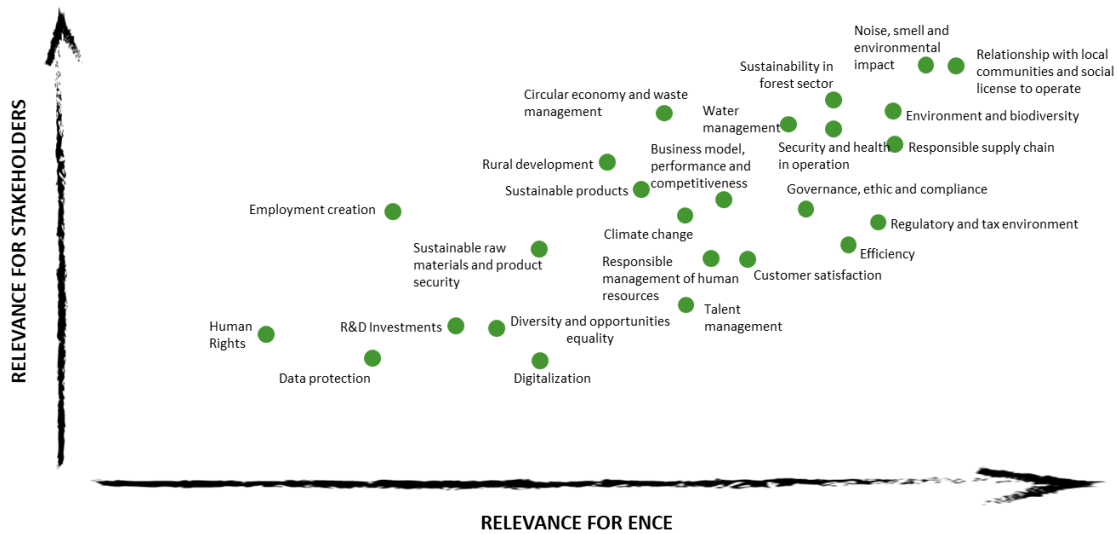 Noise, smell and
environmental
impact
Relationship with local
communities and social
license to operate
Sustainability in
forest sector
Circular economy and waste
management
Water
management
Environment and biodiversity
Security and health
in operation
Responsible supply chain
Business model,
performance and
competitiveness
Rural development
Sustainable products
Governance, ethic and compliance
Employment creation
Regulatory and tax environment
Climate change
Efficiency
Sustainable raw
materials and product
security
Responsible
management of human
resources
Customer satisfaction
Talent
management
Human
Rights
R&D Investments
Diversity and opportunities
equality
Data protection
Digitalization
RELEVANCE FOR STAKEHOLDERS
RELEVANCE FOR ENCE